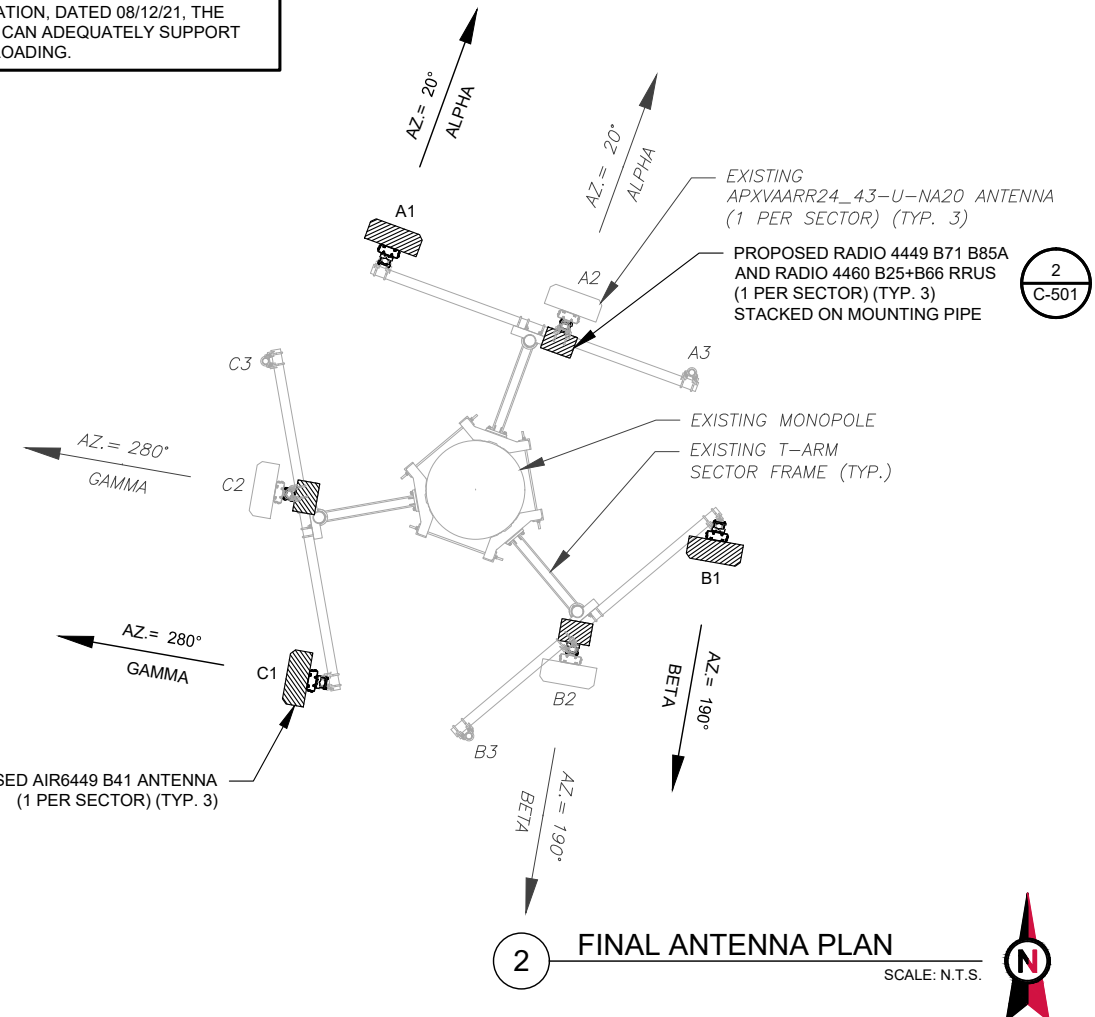 ATION, DATED 08/12/21, THE
CAN ADEQUATELY SUPPORT
OADING.
AZ.= 20°
ALPHA
AZ.= 20°
ALPHA
EXISTING
APXVAARR24_43-U-NA20 ANTENNA
(1 PER SECTOR) (TYP. 3)
PROPOSED RADIO 4449 B71 B85A
AND RADIO 4460 B25+B66 RRUS
(1 PER SECTOR) (TYP. 3)
STACKED ON MOUNTING PIPE
2
C-501
A1
A2
A3
C3
EXISTING MONOPOLE
EXISTING T-ARM
SECTOR FRAME (TYP.)
AZ.= 280°
GAMMA
C2
B1
AZ.= 280°
GAMMA
C1
AZ.= 190°
BETA
B2
B3
SED AIR6449 B41 ANTENNA
(1 PER SECTOR) (TYP. 3)
AZ.= 190°
BETA
2
FINAL ANTENNA PLAN
SCALE: N.T.S.
N